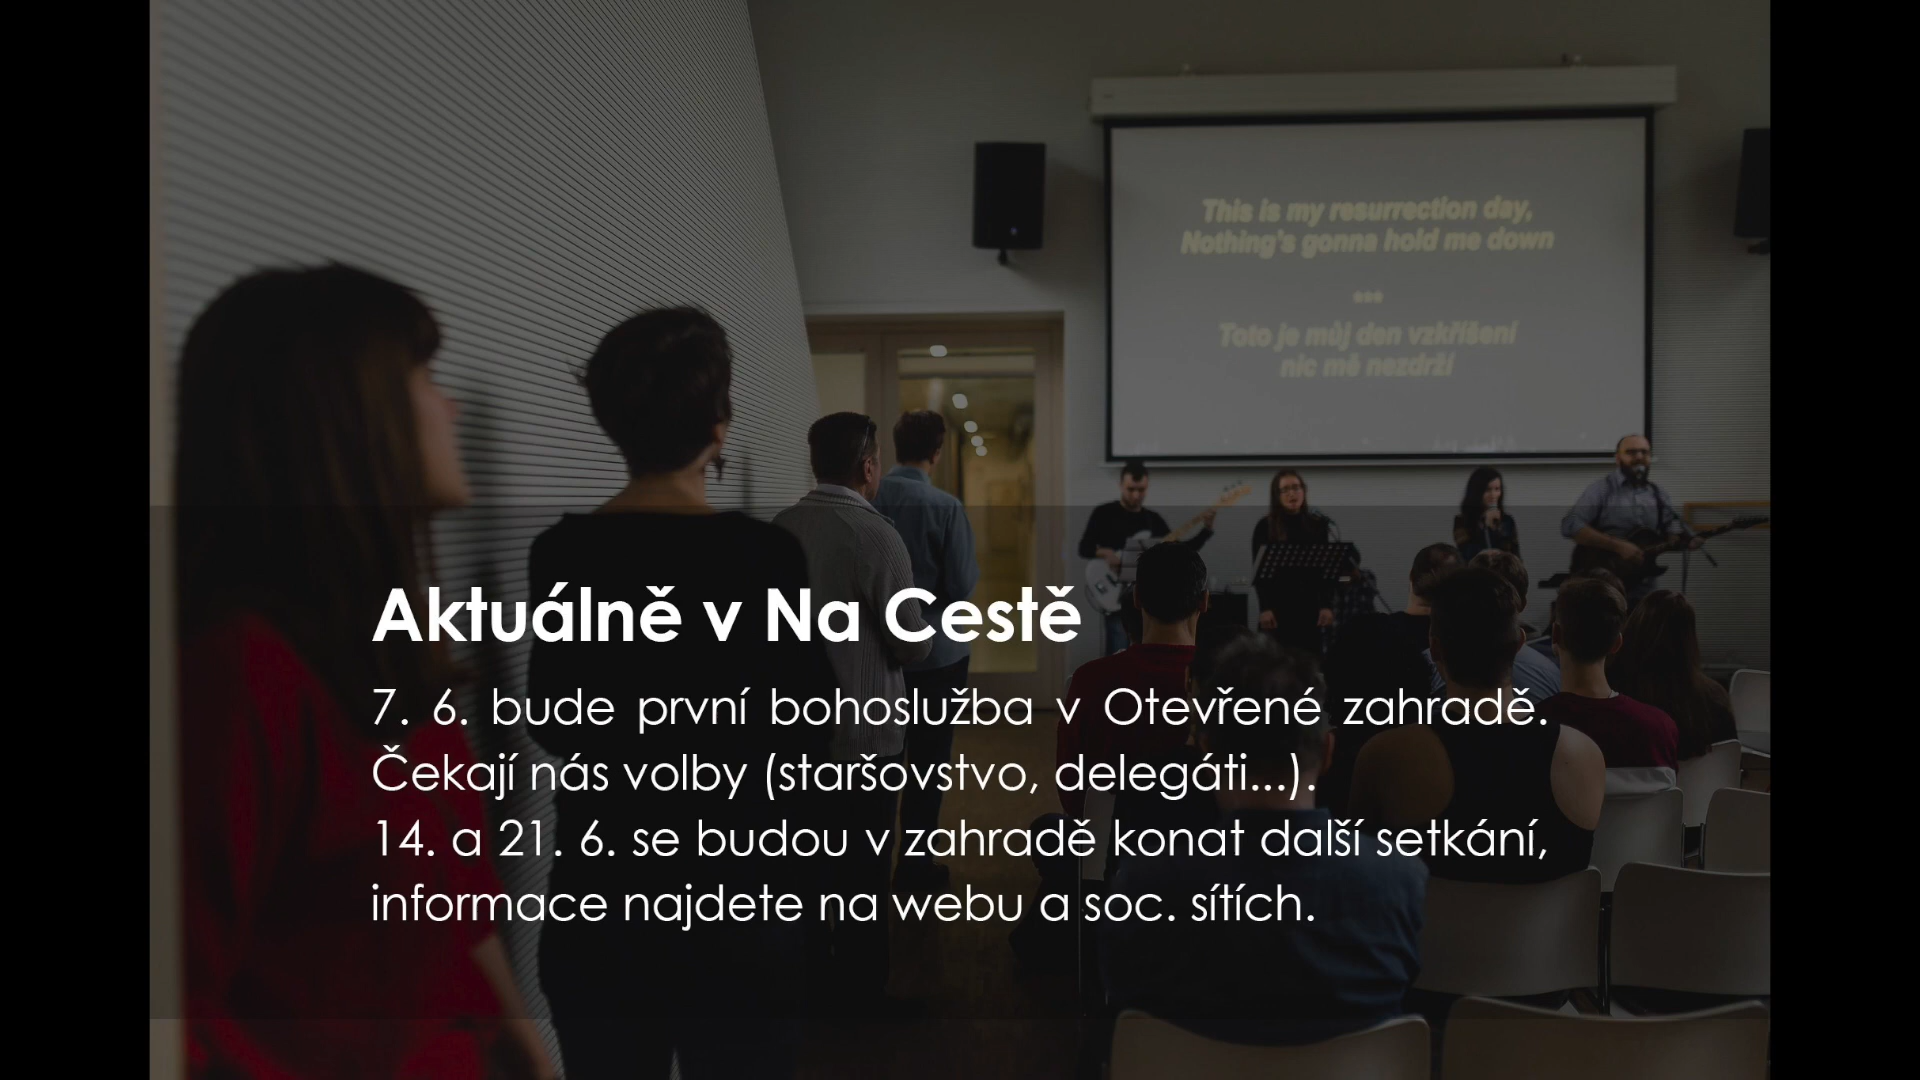 This is my resurrection day,
Nothing's gonna hold me down
***
Toto je můj den vzkříšení
nic mě nezdrží
Aktuálně v Na Cestě
7. 6. bude první bohoslužba v Otevřené zahradě.
Čekají nás volby (staršovstvo, delegáti...).
14. a 21. 6. se budou v zahradě konat další setkání,
informace najdete na webu a soc. sítích.